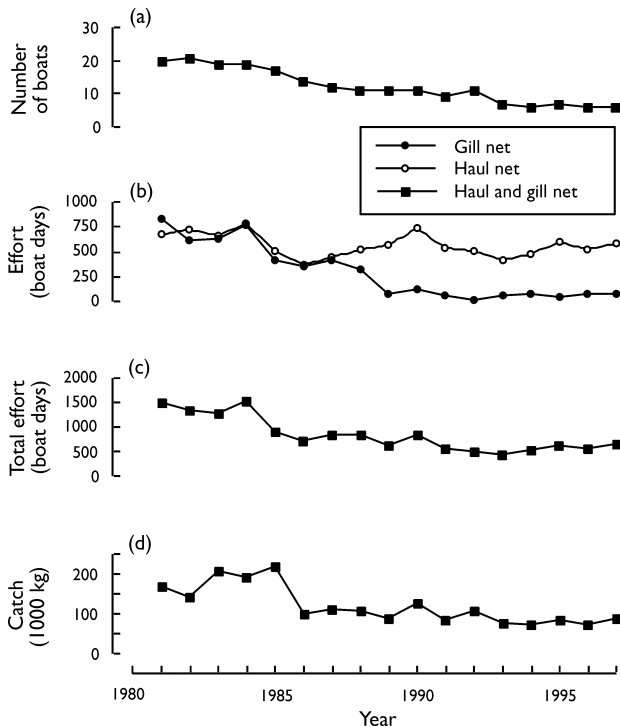 (a)
30
20
10
0
Number
of boats
Gill net
Haul net
Haul and gill net
(b)
1000
750
500
250
0
Effort
(boat days)
(c)
2000
1500
1000
500
0
Total effort
(boat days)
(d)
200
100
0
Catch
(1000 kg)
1980
1985
1990
1995
Year